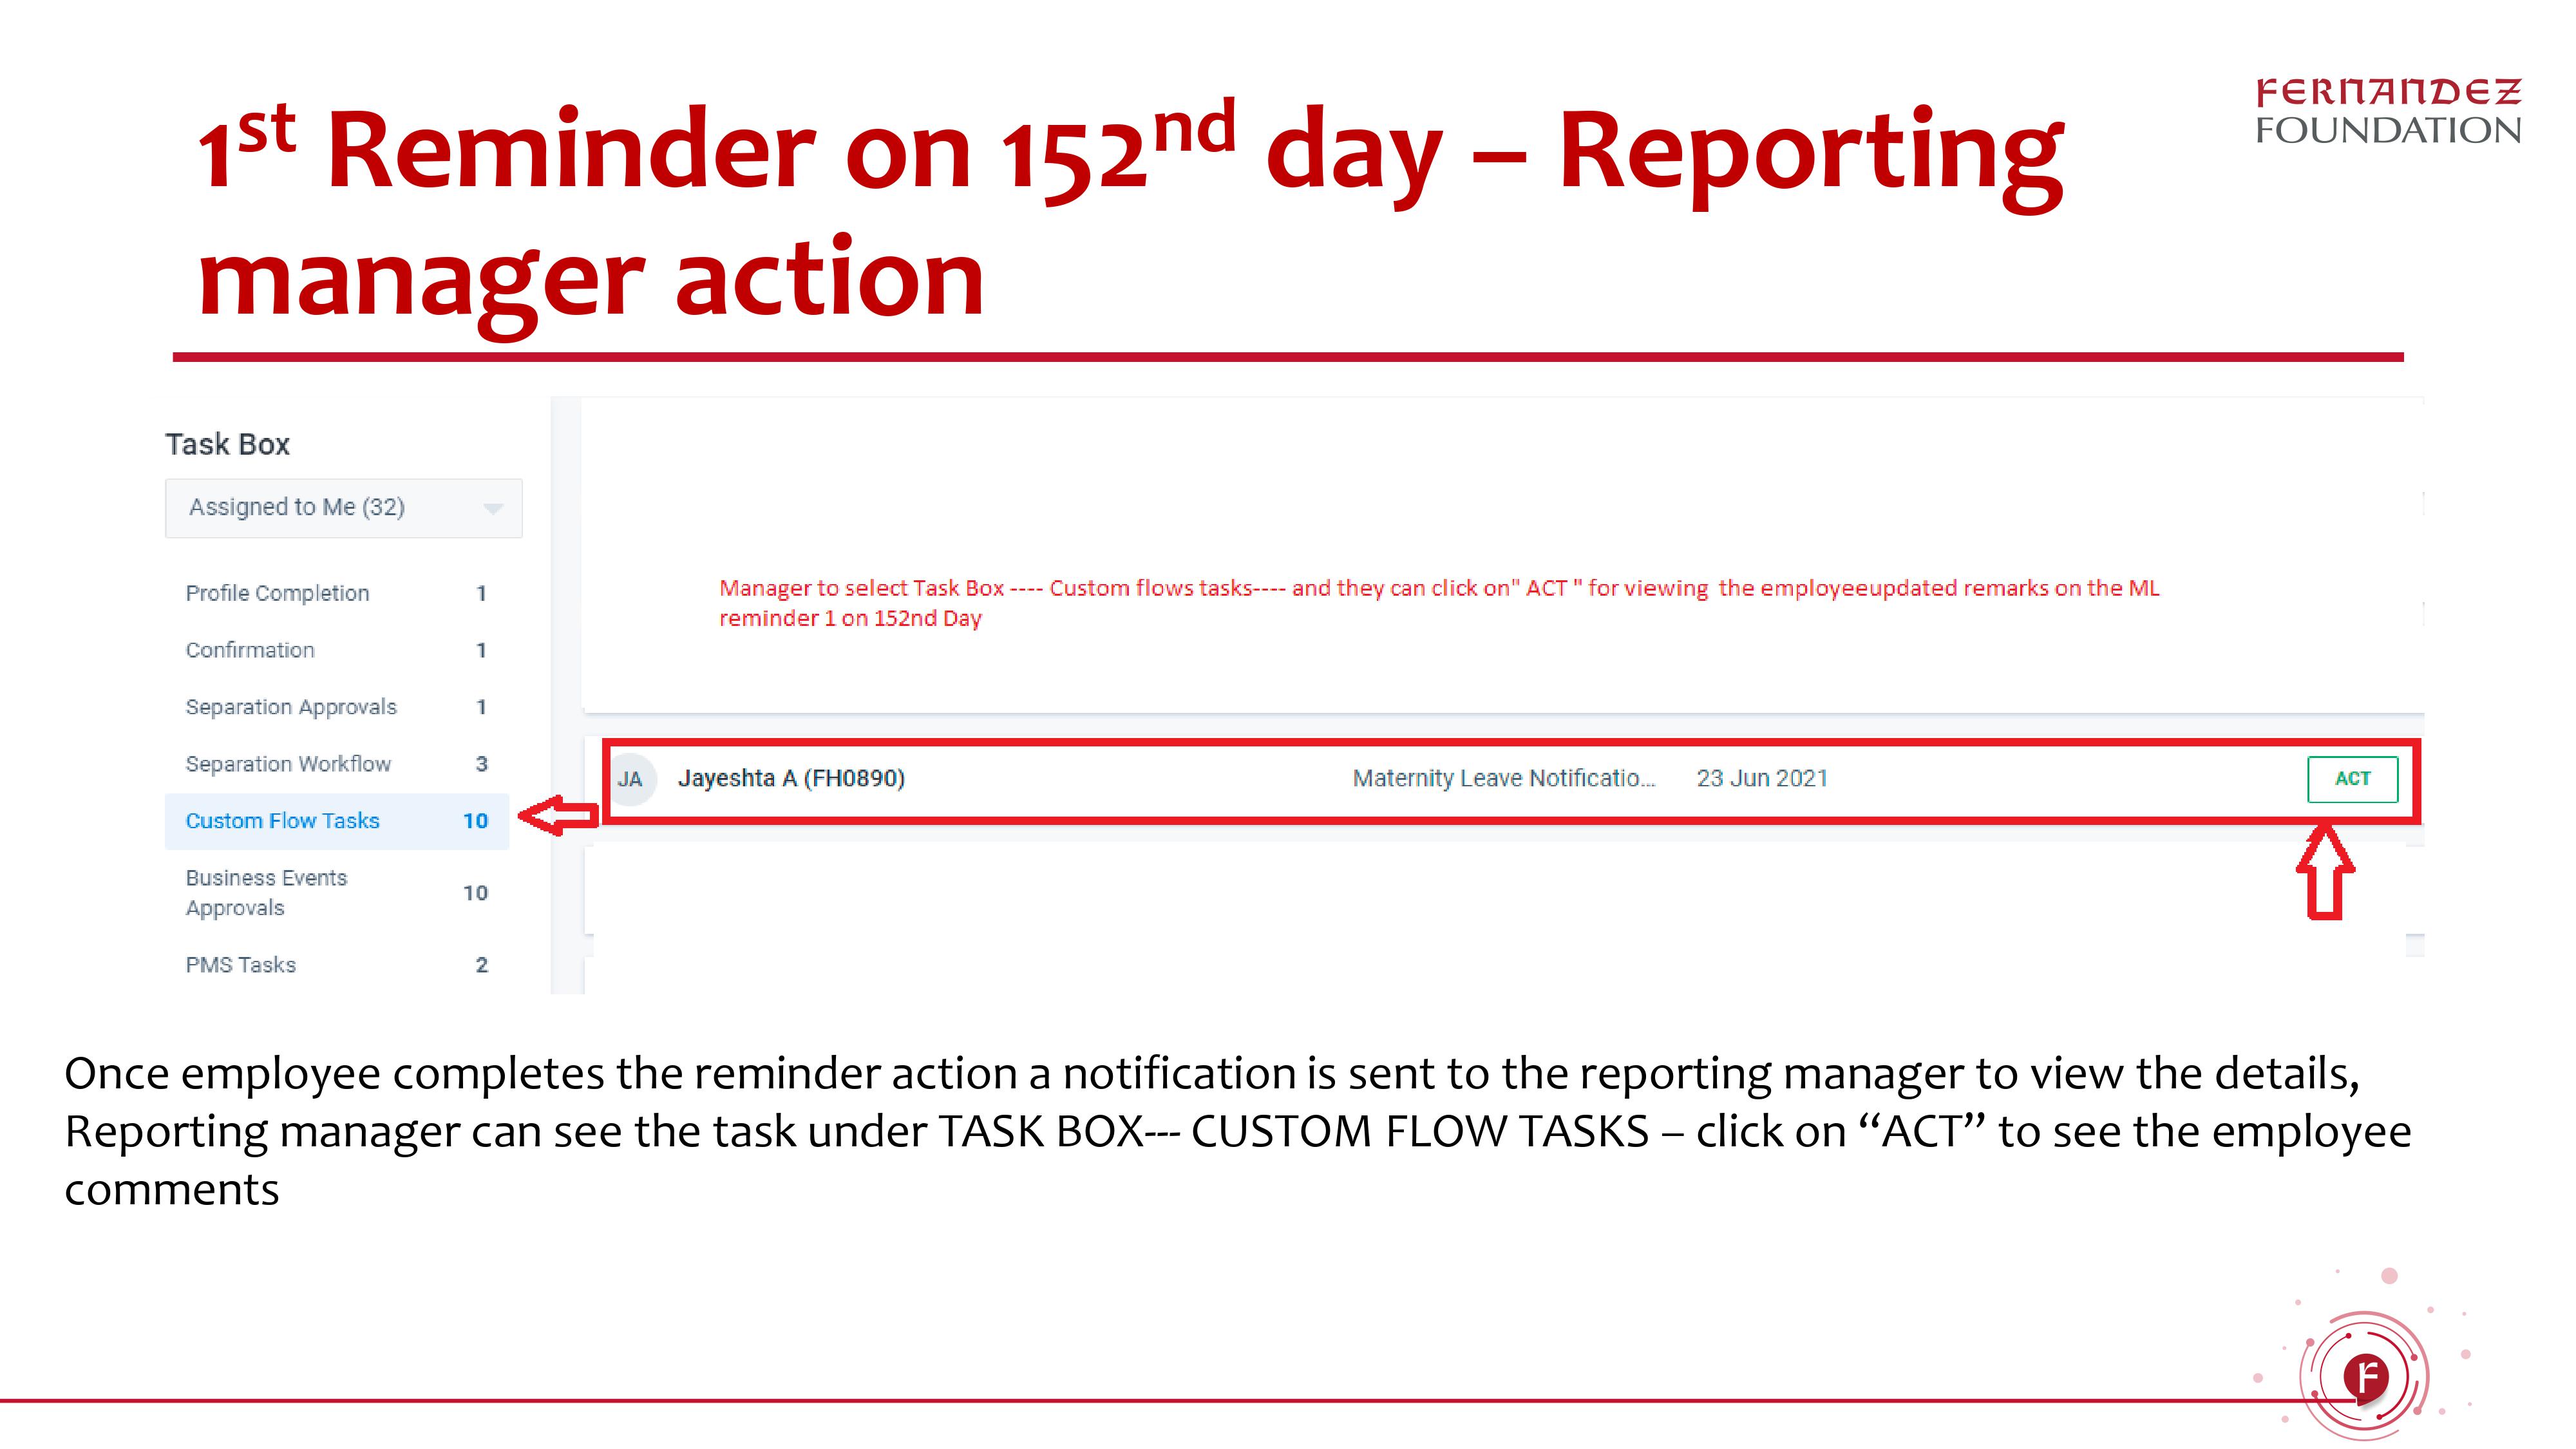 1st Reminder on 152nd day – Reporting
manager action
FERNANDEZ
FOUNDATION
Task Box
Assigned to Me (32)
Profile Completion 1
Confirmation 1
Separation Approvals 1
Separation Workflow 3
Custom Flow Tasks 10
Business Events
Approvals 10
PMS Tasks 2
Manager to select Task Box ---- Custom flows tasks---- and they can click on" ACT " for viewing the employeeupdated remarks on the ML
reminder 1 on 152nd Day
JA Jayeshta A (FH0890) Maternity Leave Notificatio... 23 Jun 2021 ACT
Once employee completes the reminder action a notification is sent to the reporting manager to view the details,
Reporting manager can see the task under TASK BOX--- CUSTOM FLOW TASKS – click on “ACT” to see the employee
comments
F